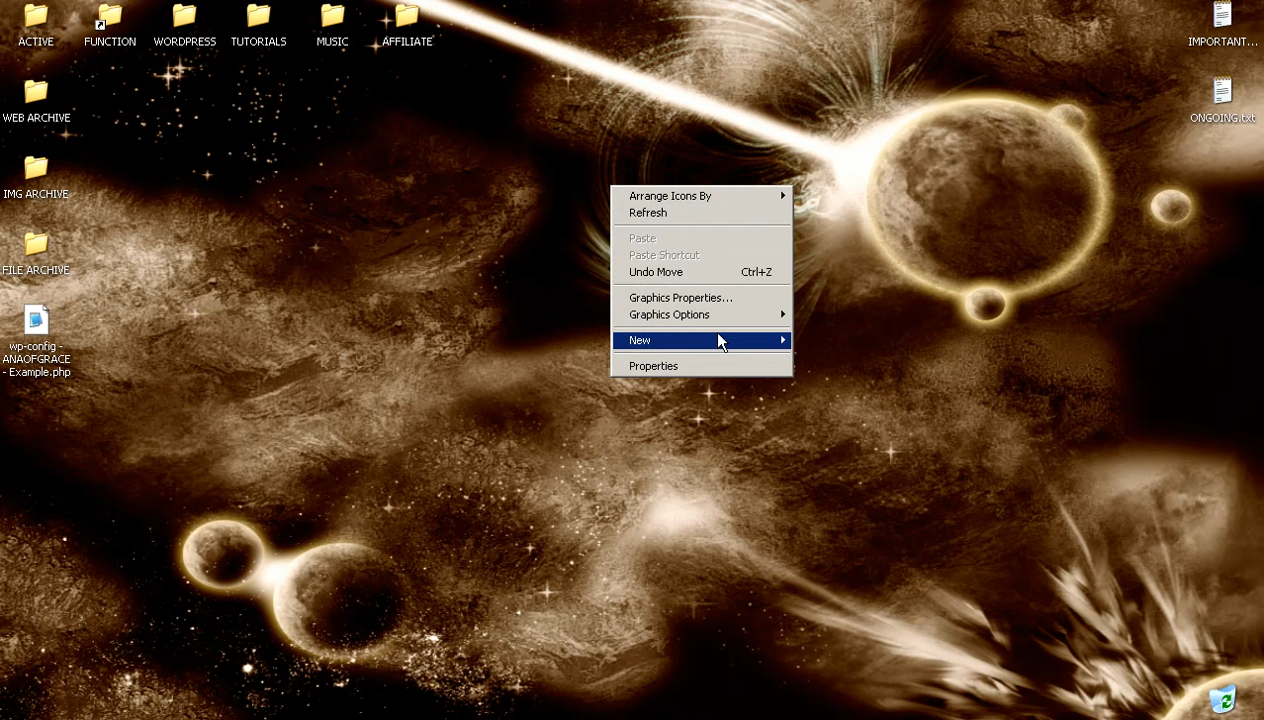 ACTIVE
FUNCTION
WORDPRESS
TUTORIALS
MUSIC
AFFILIATE
IMPORTANT...
WEB ARCHIVE
ONGOING.txt
IMG ARCHIVE
FILE ARCHIVE
wp-config -
ANAOFGRACE
- Example.php
Arrange Icons By
Refresh
Paste
Paste Shortcut
Undo Move Ctrl+Z
Graphics Properties...
Graphics Options
New
Properties